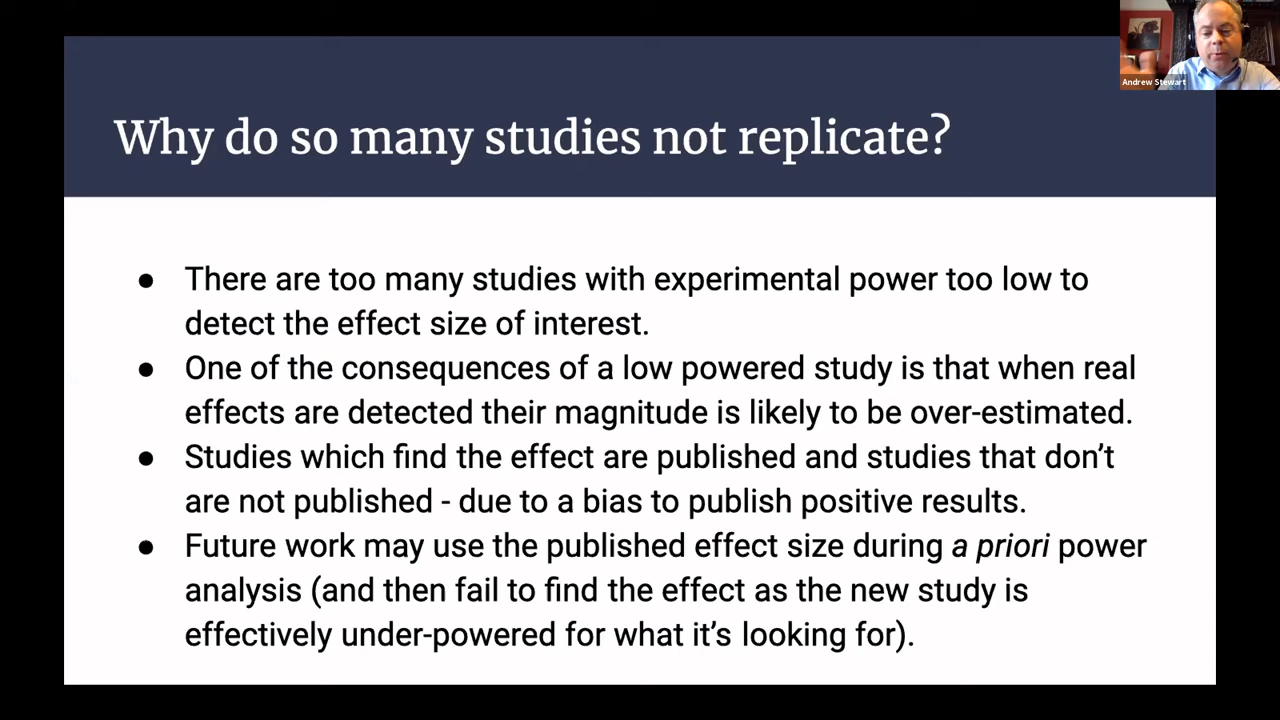 Andrew Stewart
Why do so many studies not replicate?
● There are too many studies with experimental power too low to
detect the effect size of interest.
● One of the consequences of a low powered study is that when real
effects are detected their magnitude is likely to be over-estimated.
● Studies which find the effect are published and studies that don’t
are not published - due to a bias to publish positive results.
● Future work may use the published effect size during a priori power
analysis (and then fail to find the effect as the new study is
effectively under-powered for what it’s looking for).